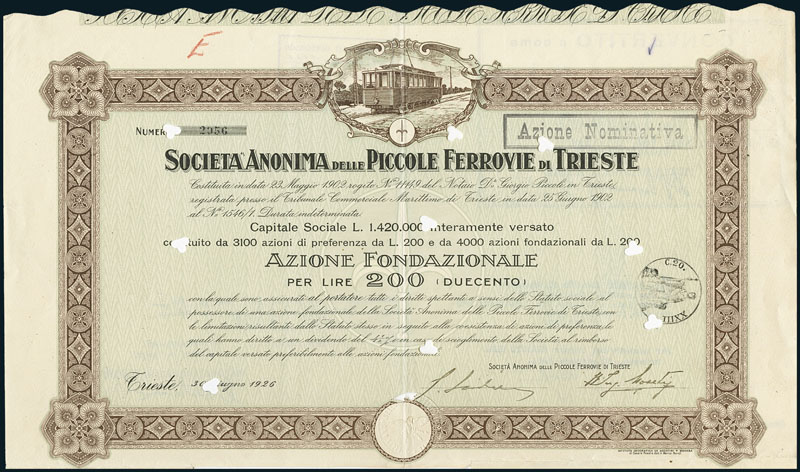 NUMER 2056
Azione Nominativa
SOCIETÀ ANONIMA DELLE PICCOLE FERROVIE DI TRIESTE
Costituita in data 23 Maggio 1902 rogito N° 11449 del Notaio Dr Giorgio Piccoli in Trieste,
registrata presso il Tribunale Commerciale Marittimo di Trieste in data 25 Giugno 1902
al N° 1546/1. Durata indeterminata.
Capitale Sociale L. 1.420.000 interamente versato
costituito da 3100 azioni di preferenza da L. 200 e da 4000 azioni fondazionali da L. 200
AZIONE FONDAZIONALE
PER LIRE 200 (DUECENTO)
con la quale sono assicurati al portatore tutti i diritti spettanti a sensi dello Statuto sociale al
possessore di una azione fondazionale della Società Anonima delle Piccole Ferrovie di Trieste, con
le limitazioni risultanti dallo Statuto stesso in seguito alla coesistenza di azioni di preferenza, le
quali hanno diritto a un dividendo del 4½% in caso di scioglimento della Società al rimborso
del capitale versato preferibilmente alle azioni fondazionali
C.20.
XXIII
SOCIETÀ ANONIMA DELLE PICCOLE FERROVIE DI TRIESTE
Trieste, 30 Giugno 1926